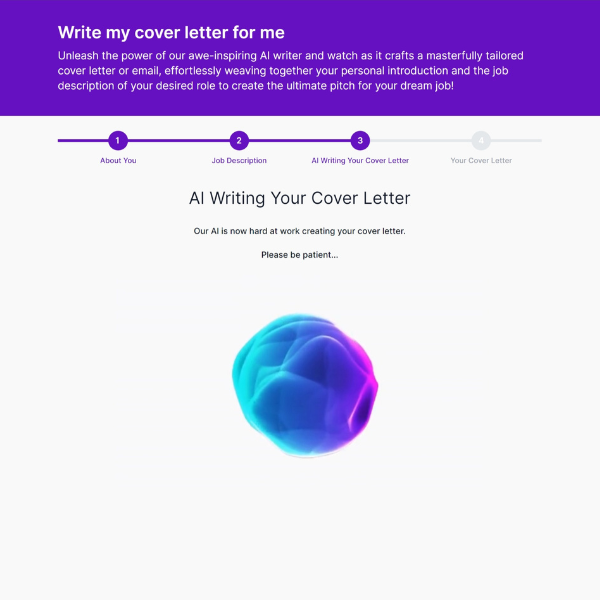 Write my cover letter for me
Unleash the power of our awe-inspiring AI writer and watch as it crafts a masterfully tailored
cover letter or email, effortlessly weaving together your personal introduction and the job
description of your desired role to create the ultimate pitch for your dream job!
1 2 3 4
About You Job Description AI Writing Your Cover Letter Your Cover Letter
AI Writing Your Cover Letter
Our AI is now hard at work creating your cover letter.
Please be patient...